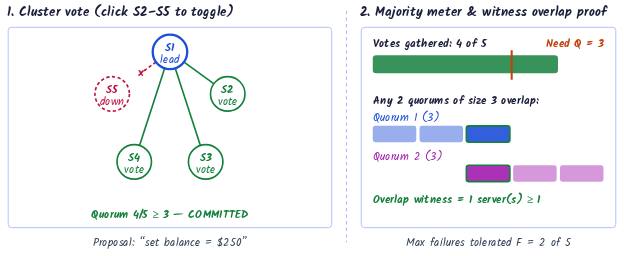 1. Cluster vote (click S2–S5 to toggle)
S1
lead
S5
down
x
S2
vote
S4
vote
S3
vote
Quorum 4/5 ≥ 3 — COMMITTED
Proposal: “set balance = $250”
2. Majority meter & witness overlap proof
Votes gathered: 4 of 5
Need Q = 3
Any 2 quorums of size 3 overlap:
Quorum 1 (3)
Quorum 2 (3)
Overlap witness = 1 server(s) ≥ 1
Max failures tolerated F = 2 of 5